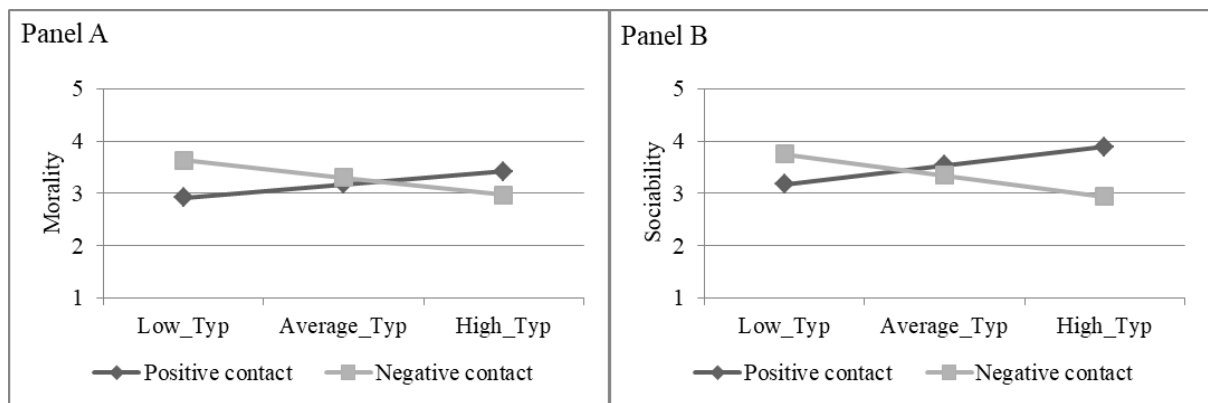 Panel A
5
4
3
2
1
Morality
Low_Typ Average_Typ High_Typ
Positive contact Negative contact
Panel B
5
4
3
2
1
Sociability
Low_Typ Average_Typ High_Typ
Positive contact Negative contact